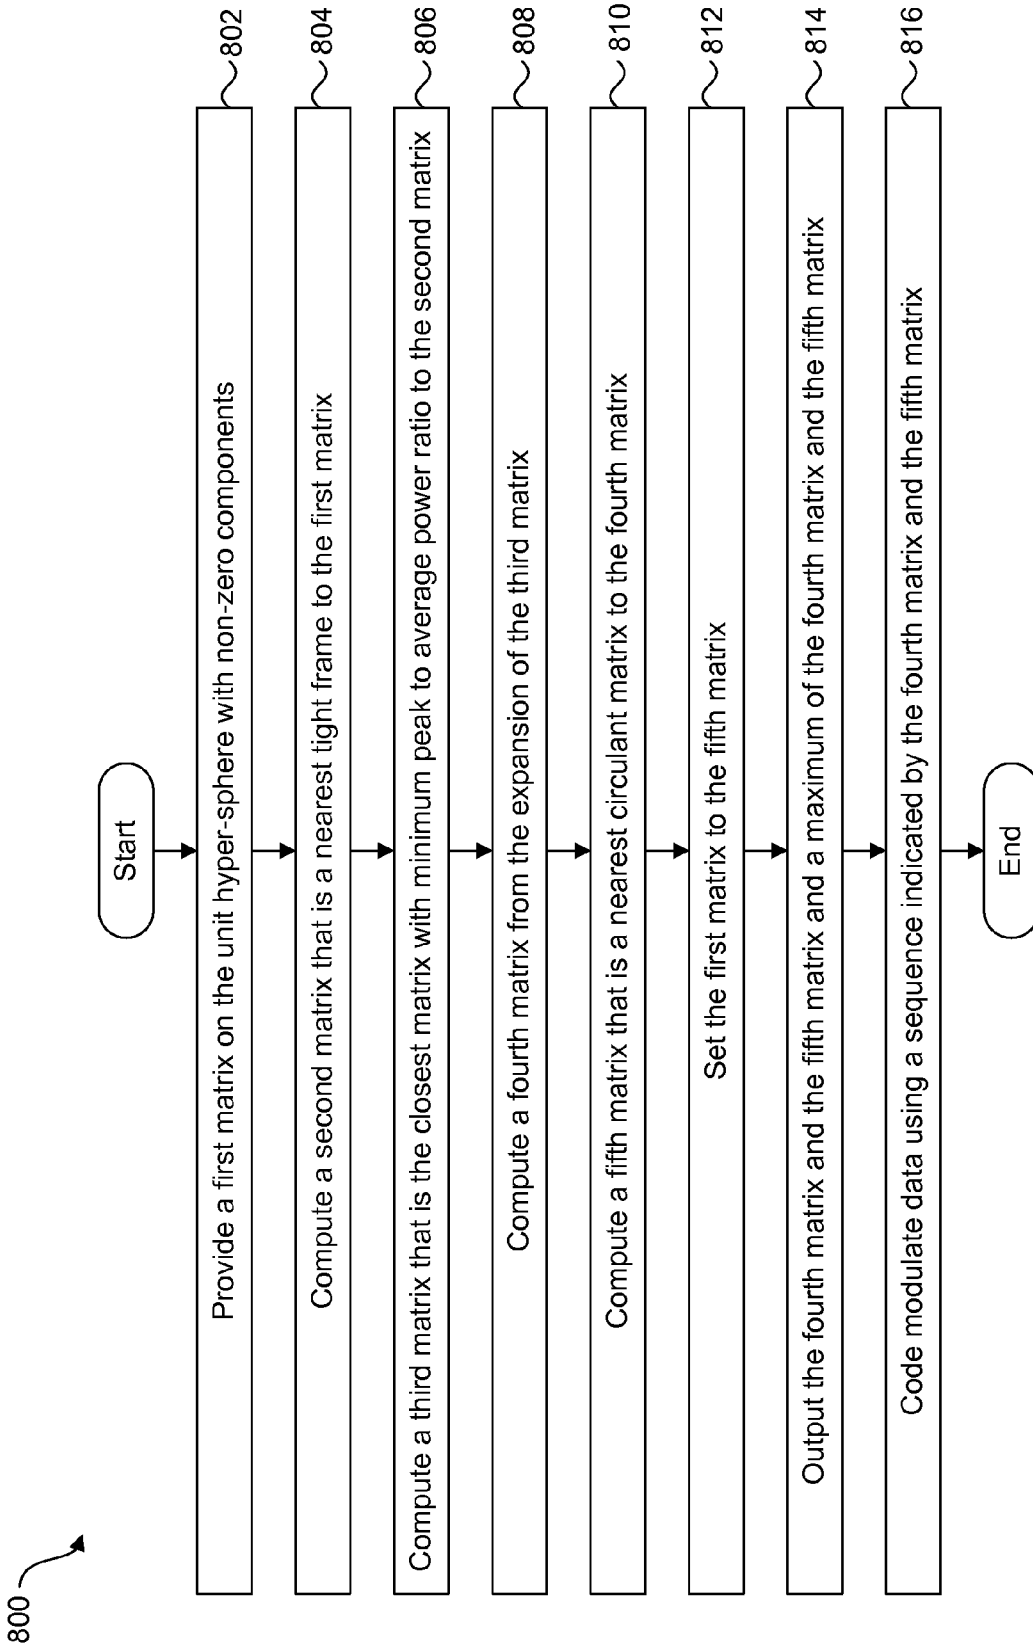 800
Start
Provide a first matrix on the unit hyper-sphere with non-zero components
802
Compute a second matrix that is a nearest tight frame to the first matrix
804
Compute a third matrix that is the closest matrix with minimum peak to average power ratio to the second matrix
806
Compute a fourth matrix from the expansion of the third matrix
808
Compute a fifth matrix that is a nearest circulant matrix to the fourth matrix
810
Set the first matrix to the fifth matrix
812
Output the fourth matrix and the fifth matrix and a maximum of the fourth matrix and the fifth matrix
814
Code modulate data using a sequence indicated by the fourth matrix and the fifth matrix
816
End